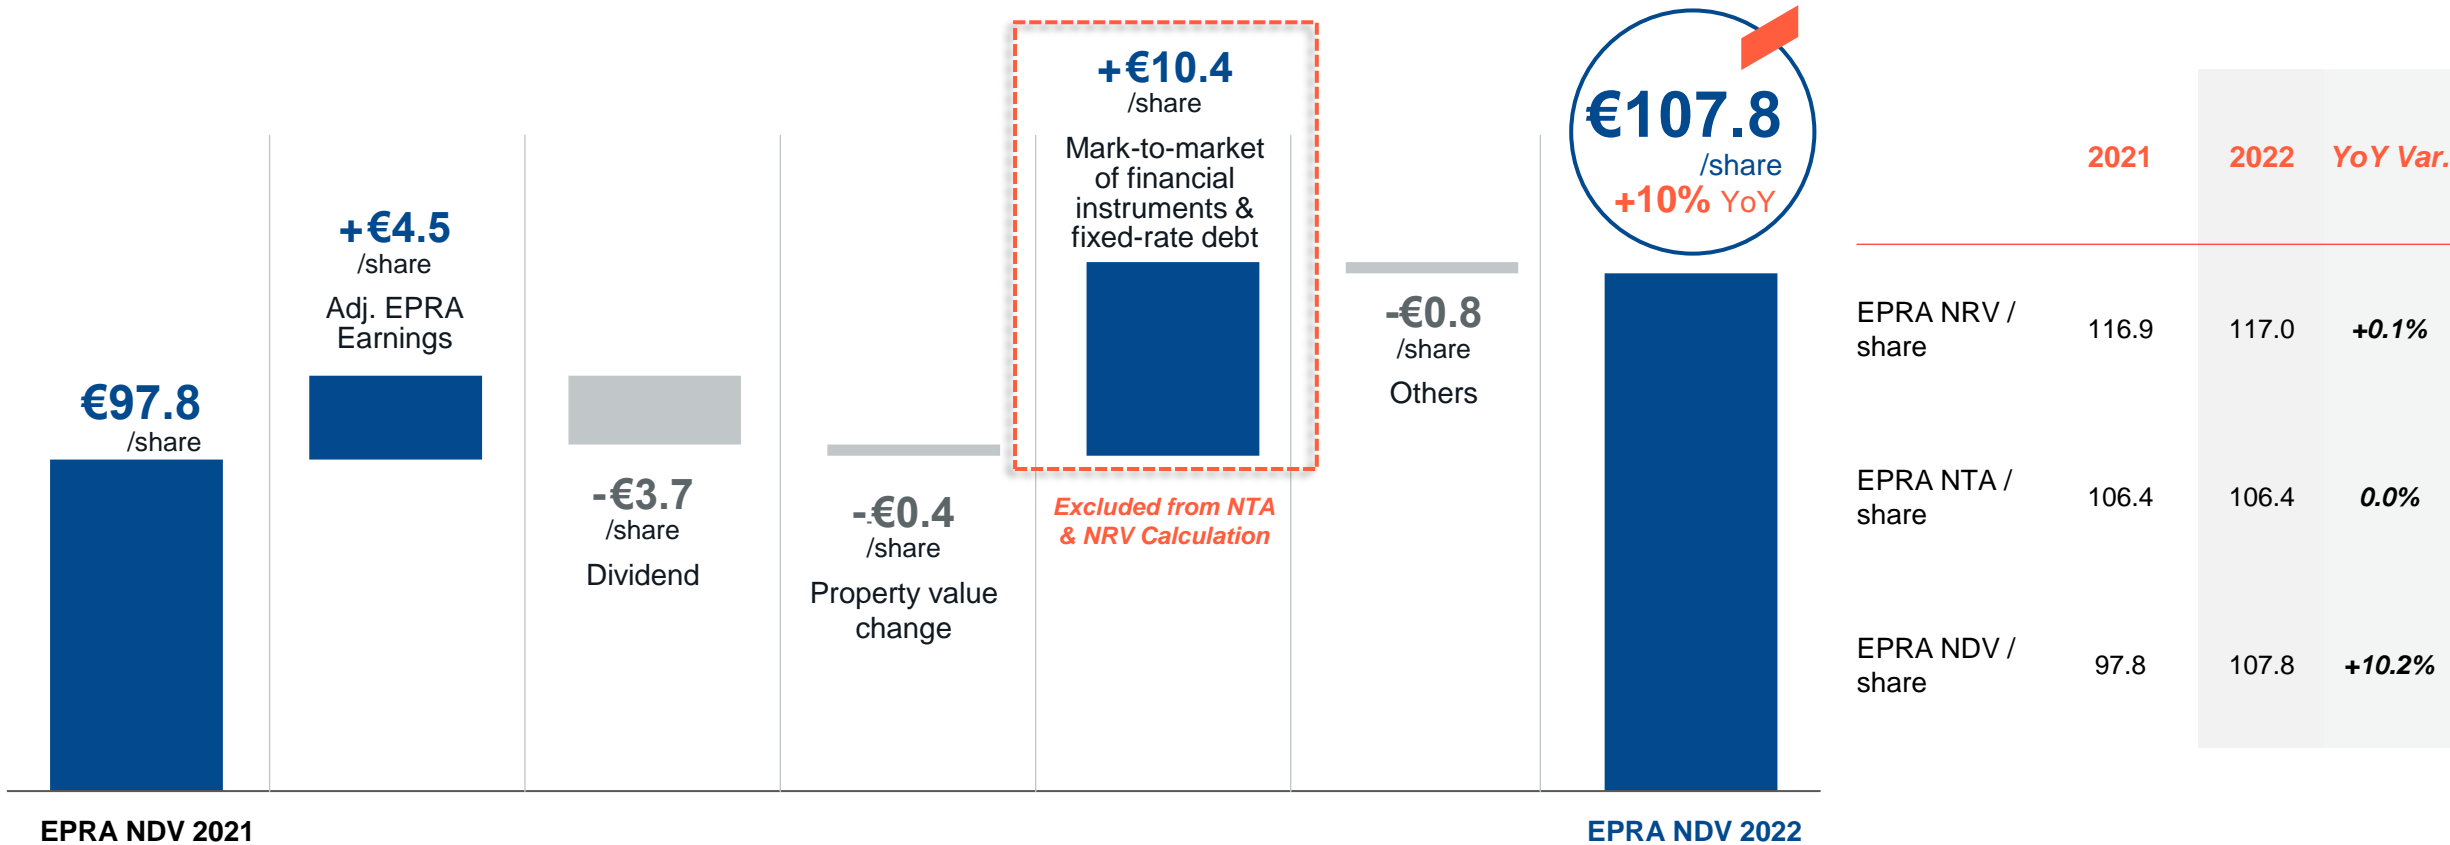 €97.8
/share
EPRA NDV 2021
+€4.5
/share
Adj. EPRA
Earnings
-€3.7
/share
Dividend
-€0.4
/share
Property value
change
+€10.4
/share
Mark-to-market
of financial
instruments &
fixed-rate debt
Excluded from NTA
& NRV Calculation
-€0.8
/share
Others
€107.8
/share
+10% YoY
EPRA NDV 2022
2021 2022 YoY Var.
EPRA NRV /
share
116.9 117.0 +0.1%
EPRA NTA /
share
106.4 106.4 0.0%
EPRA NDV /
share
97.8 107.8 +10.2%